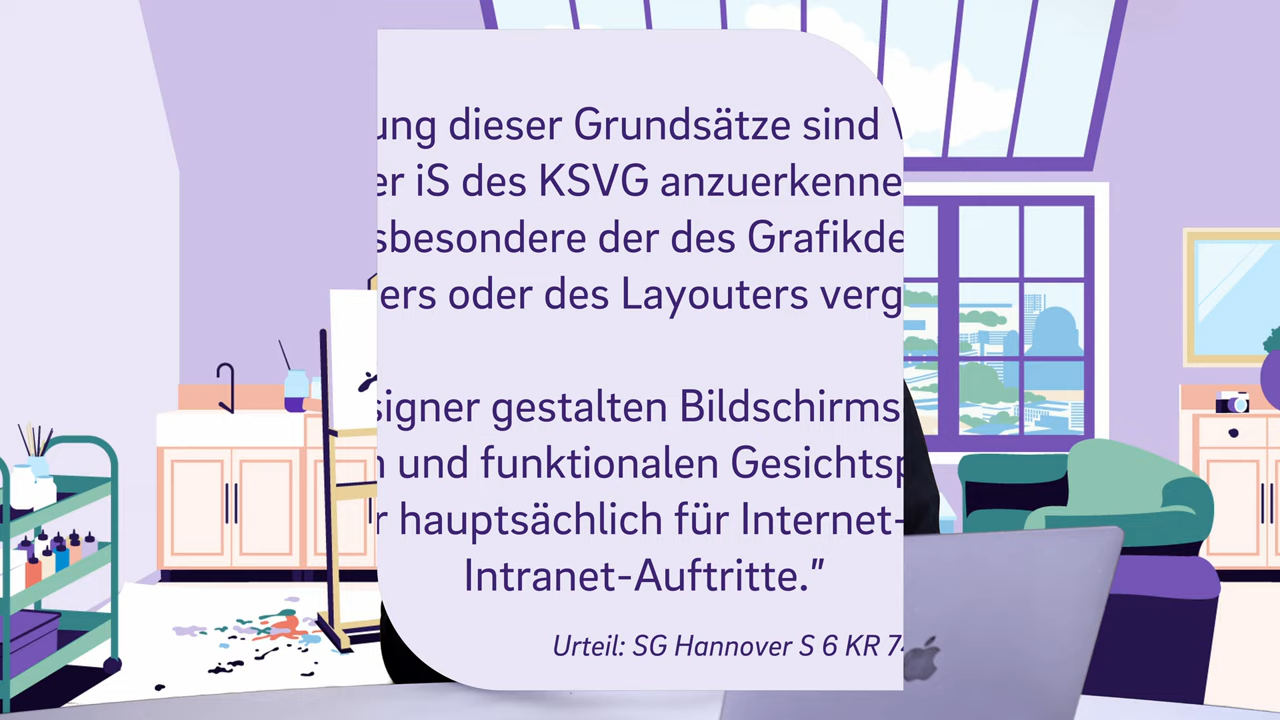 ung dieser Grundsätze sind
er iS des KSVG anzuerkenne
sbesondere der des Grafikde
ers oder des Layouters verg
signer gestalten Bildschirms
und funktionalen Gesichtsp
r hauptsächlich für Internet-
Intranet-Auftritte.”
Urteil: SG Hannover S 6 KR 7